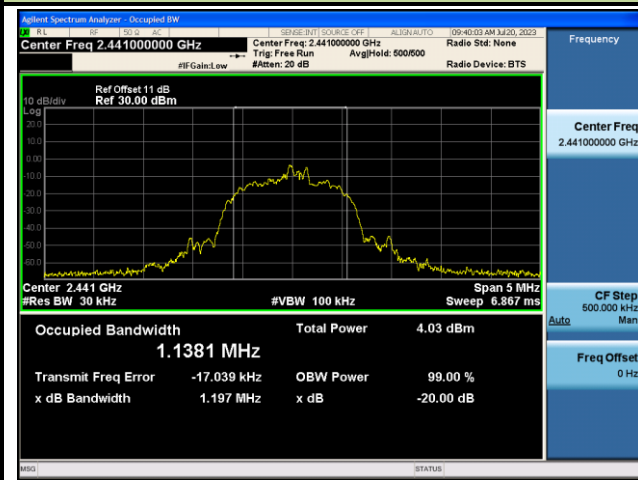 Agilent Spectrum Analyzer - Occupied BW
RL RF 50 Ω AC SENSE:INT SOURCE OFF ALIGNAUTO 09:40:03 AM Jul20, 2023
Center Freq 2.441000000 GHz
Center Freq: 2.441000000 GHz Radio Std: None
Trig: Free Run Avg|Hold: 500/500
#IFGain:Low #Atten: 20 dB Radio Device: BTS
Ref Offset 11 dB
10 dB/div Ref 30.00 dBm
Log
20.0
10.0
0.00
-10.0
-20.0
-30.0
-40.0
-50.0
-60.0
Center 2.441 GHz Span 5 MHz
#Res BW 30 kHz #VBW 100 kHz Sweep 6.867 ms
Occupied Bandwidth Total Power 4.03 dBm
1.1381 MHz
Transmit Freq Error -17.039 kHz OBW Power 99.00 %
x dB Bandwidth 1.197 MHz x dB -20.00 dB
MSG STATUS
Frequency
Center Freq
2.441000000 GHz
CF Step
500.000 kHz
Auto Man
Freq Offset
0 Hz